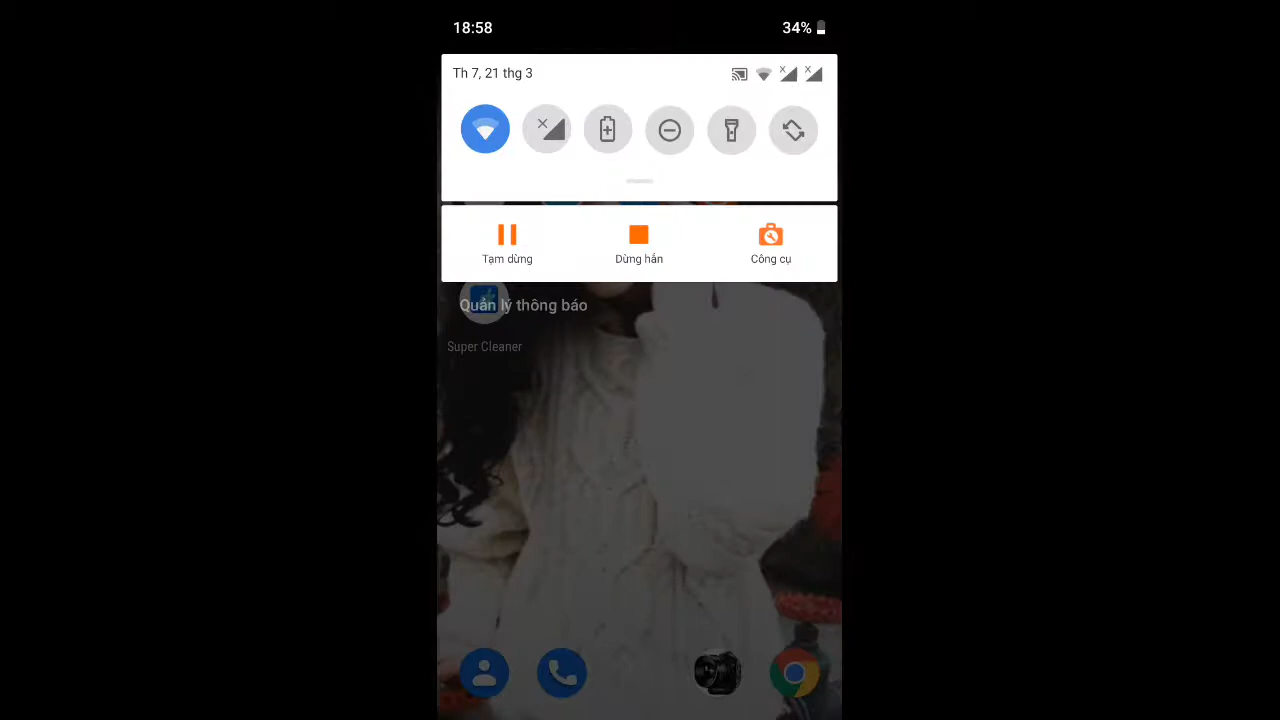 18:58
34%
Th 7, 21 thg 3
Tạm dừng
Dừng hẳn
Công cụ
Quản lý thông báo
Super Cleaner